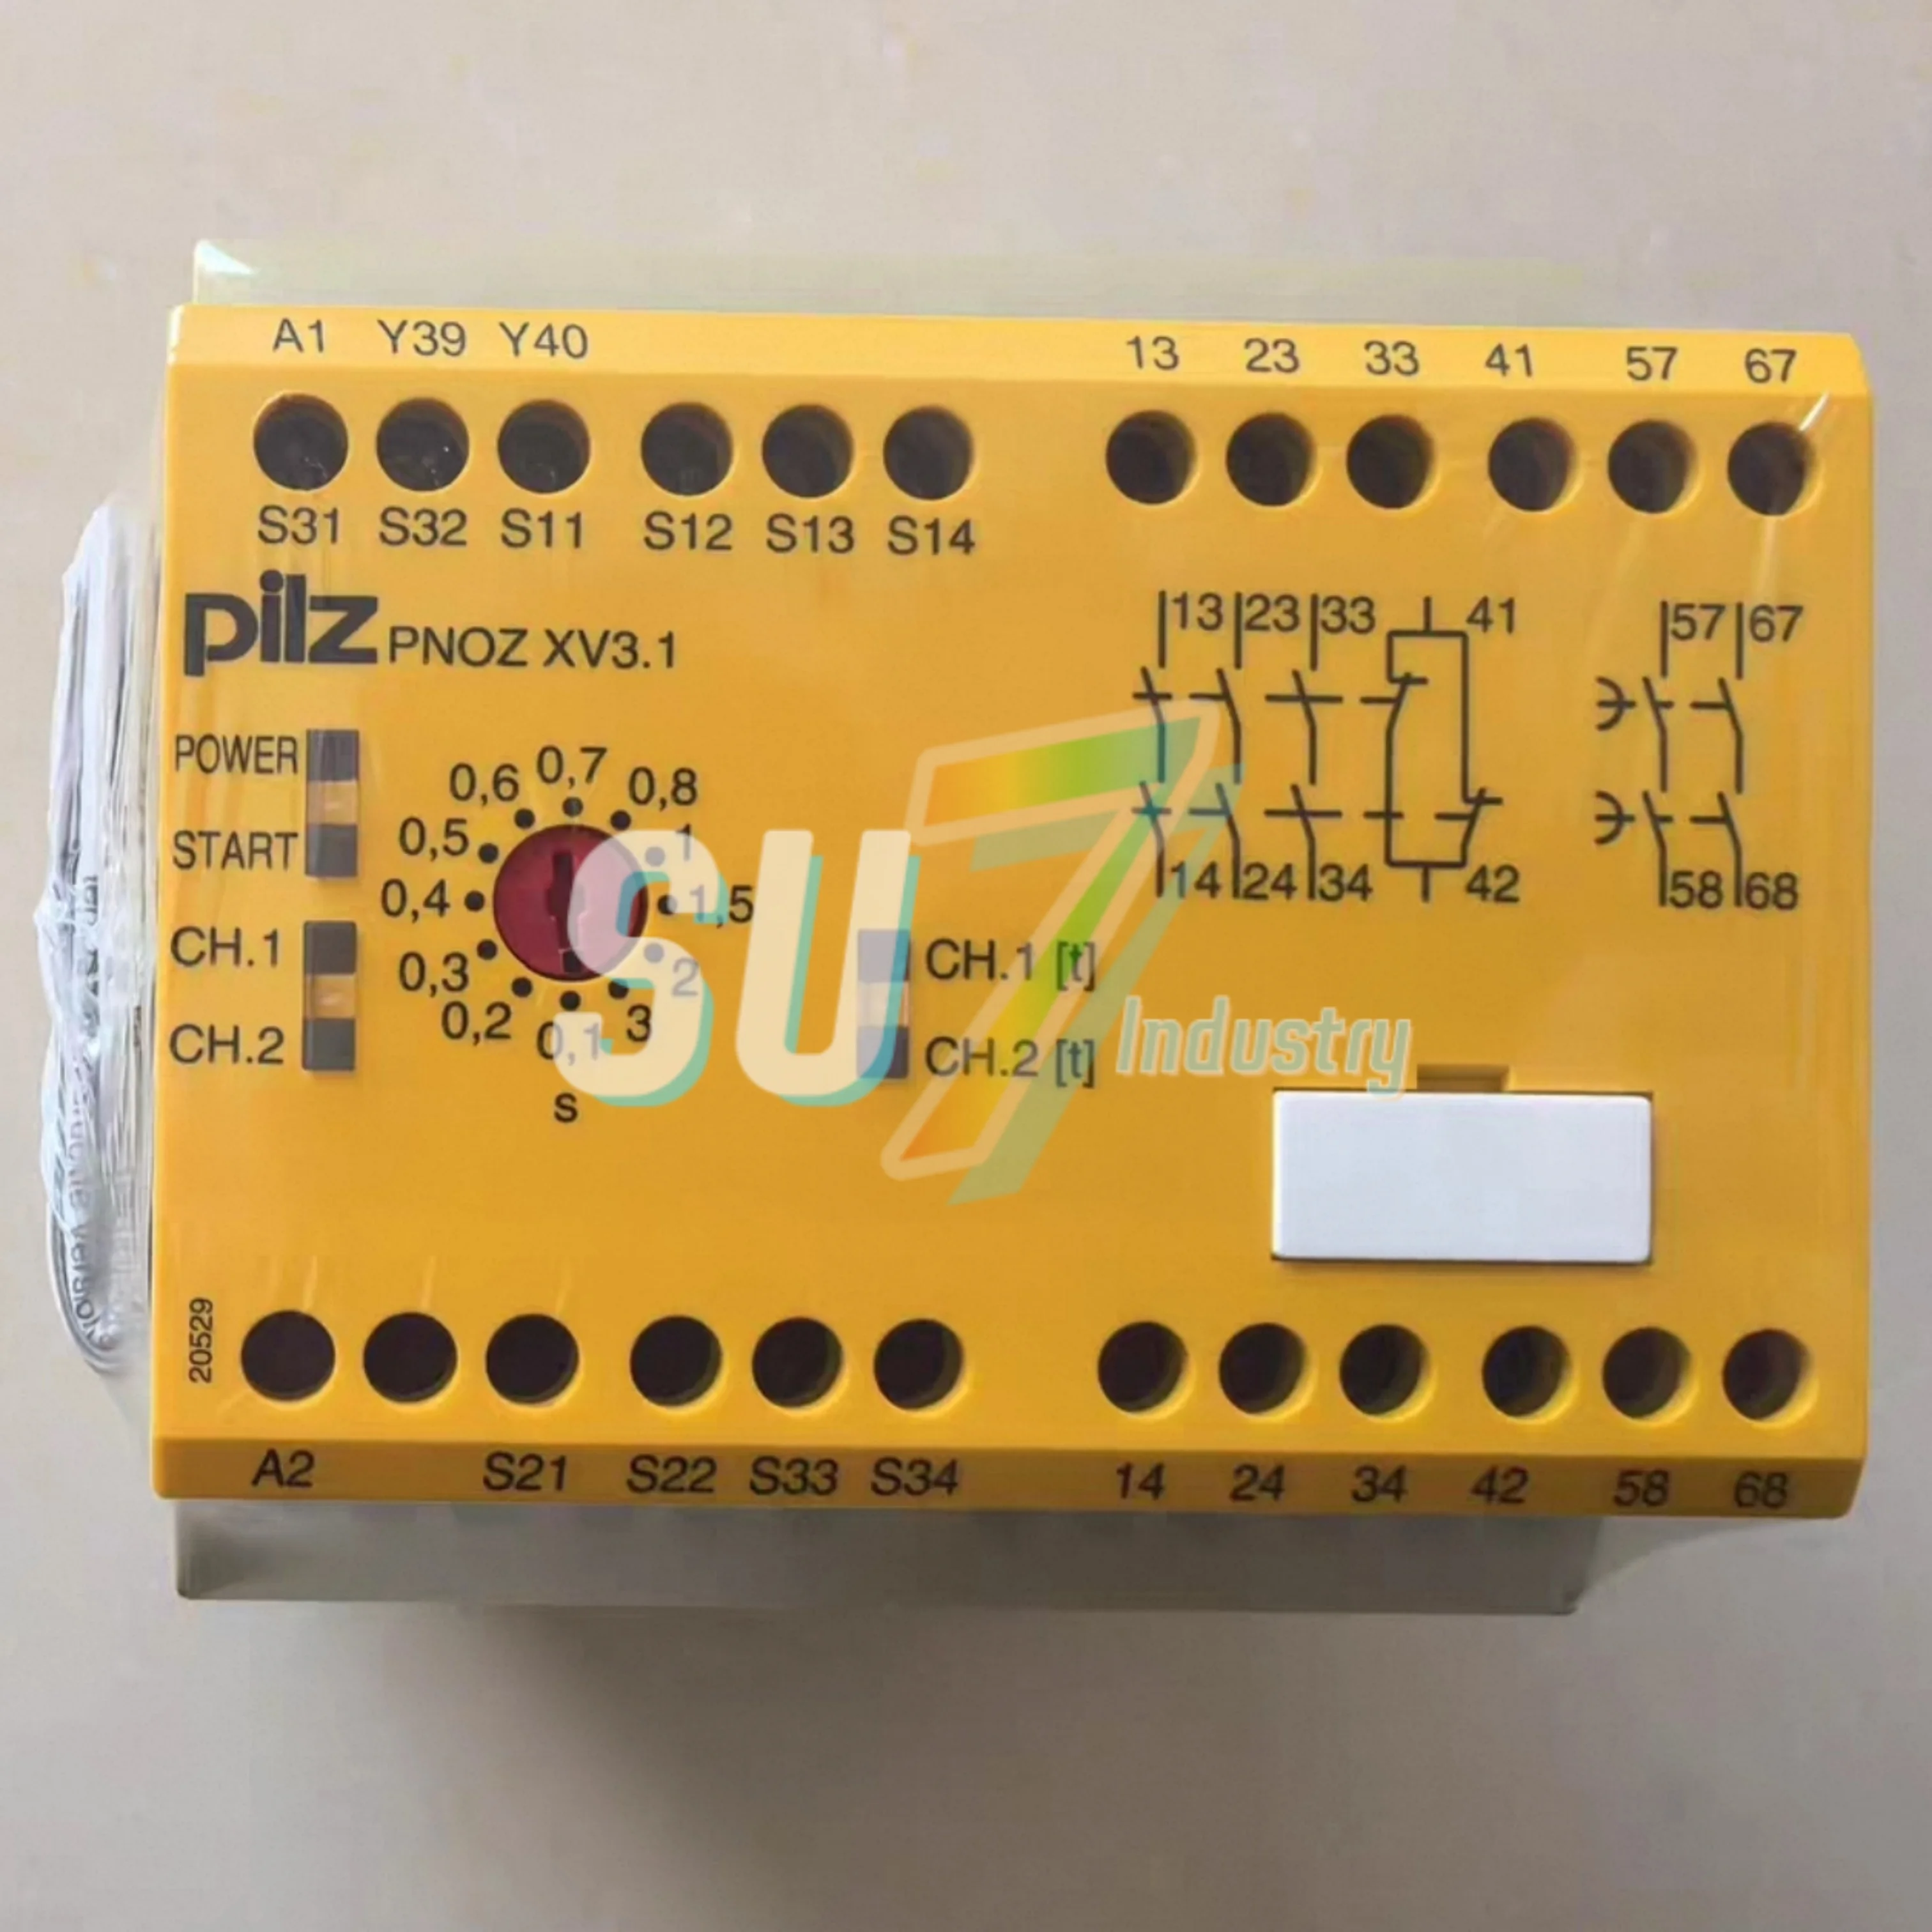 A1 Y39 Y40 13 23 33 41 57 67
S31 S32 S11 S12 S13 S14
pilz PNOZ XV3.1
13 23 33 41 57 67
POWER
START
CH.1
CH.2
0,7
0,6 0,8
0,5 1
0,4 1,5
0,3 2
0,2 3
0,1
s
14 24 34 42 58 68
CH.1 [t]
CH.2 [t]
SU7
Industry
20529
A2 S21 S22 S33 S34 14 24 34 42 58 68